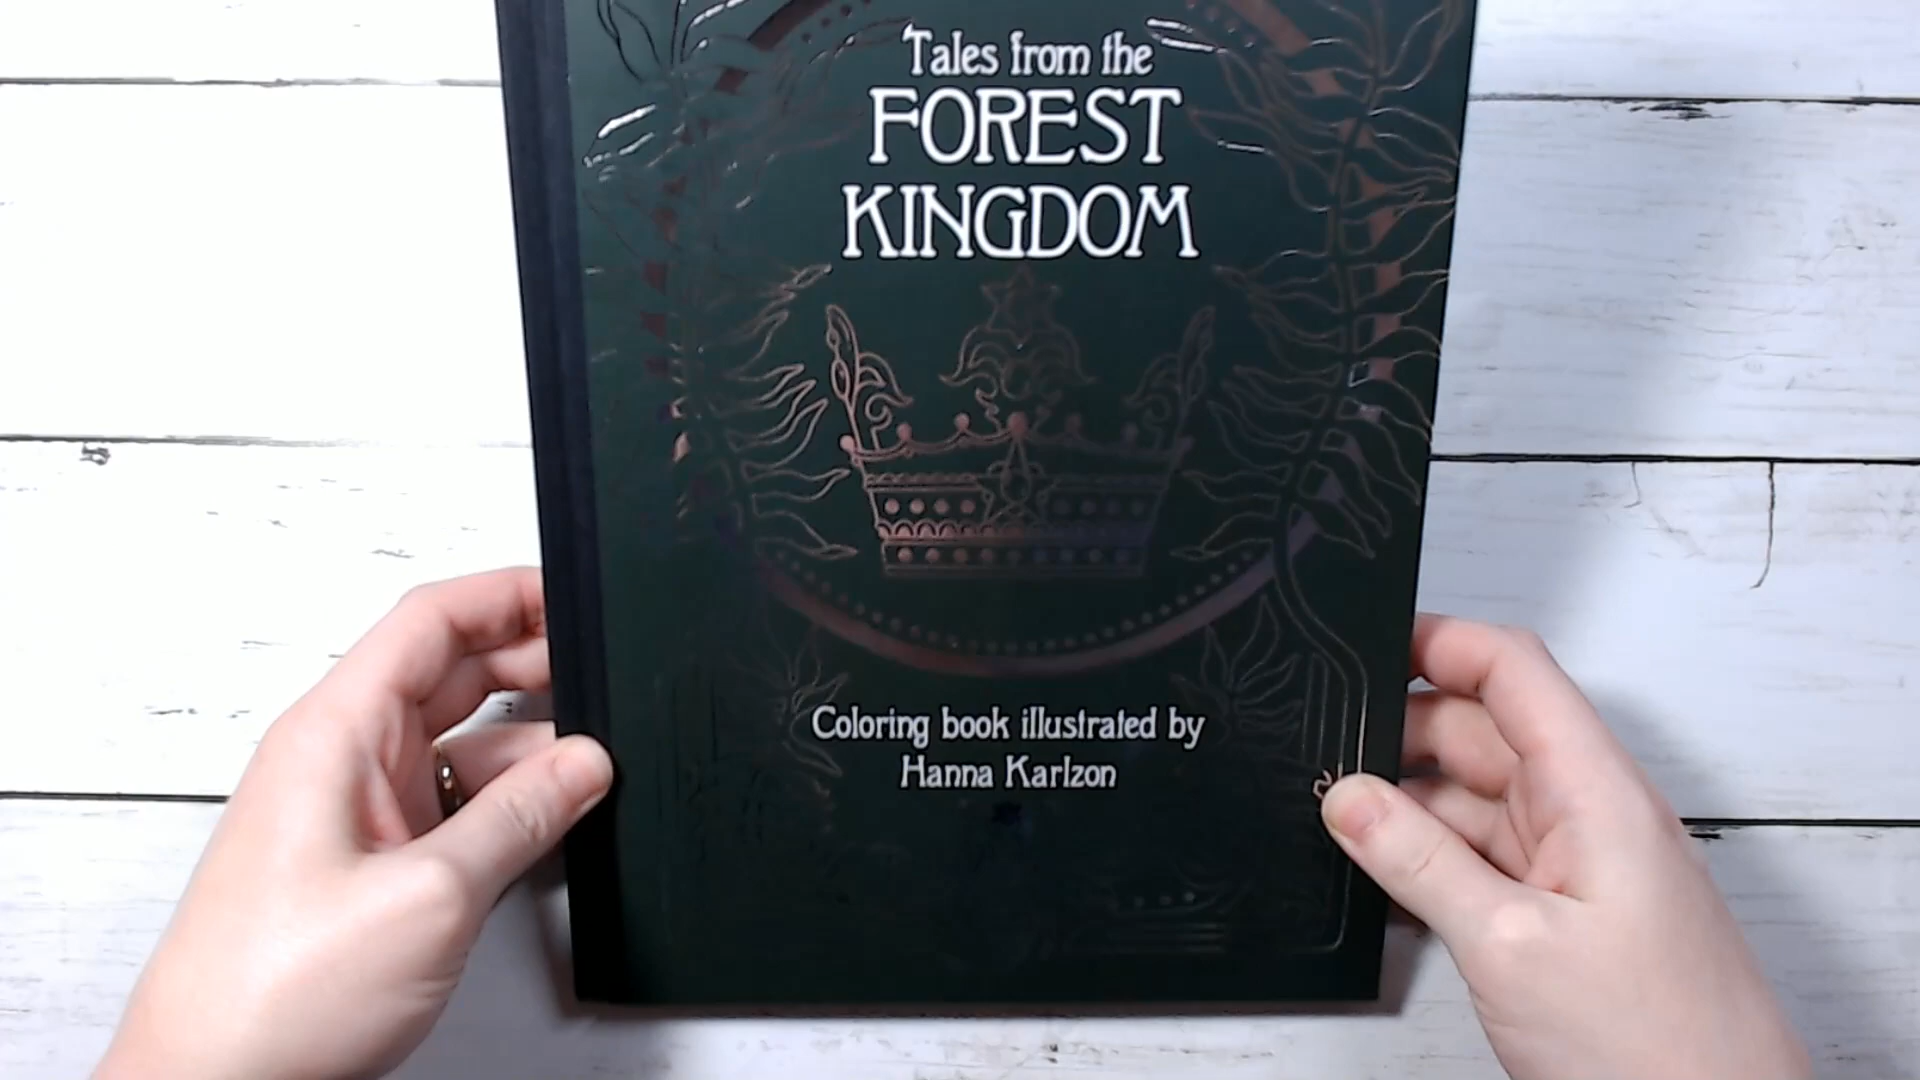 Tales from the
FOREST
KINGDOM
Coloring book illustrated by
Hanna Karlzon